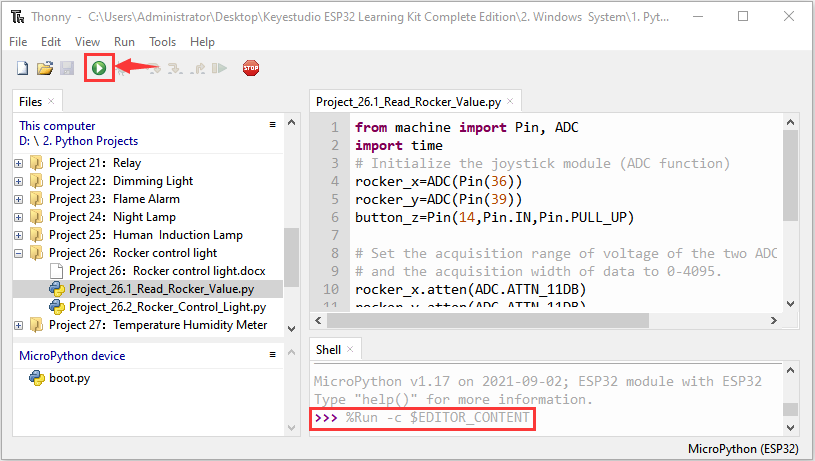 Thonny - C:\Users\Administrator\Desktop\Keyestudio ESP32 Learning Kit Complete Edition\2. Windows System\1. Pyt...
File Edit View Run Tools Help
STOP
Files
This computer
D: \ 2. Python Projects
Project 21： Relay
Project 22： Dimming Light
Project 23： Flame Alarm
Project 24： Night Lamp
Project 25： Human Induction Lamp
Project 26： Rocker control light
Project 26：Rocker control light.docx
Project_26.1_Read_Rocker_Value.py
Project_26.2_Rocker_Control_Light.py
Project 27：Temperature Humidity Meter
MicroPython device
boot.py
Project_26.1_Read_Rocker_Value.py
1 from machine import Pin, ADC
2 import time
3 # Initialize the joystick module (ADC function)
4 rocker_x=ADC(Pin(36))
5 rocker_y=ADC(Pin(39))
6 button_z=Pin(14,Pin.IN,Pin.PULL_UP)
7
8 # Set the acquisition range of voltage of the two ADC
9 # and the acquisition width of data to 0-4095.
10 rocker_x.atten(ADC.ATTN_11DB)
11 rocker_y.atten(ADC.ATTN_11DB)
Shell
MicroPython v1.17 on 2021-09-02; ESP32 module with ESP32
Type "help()" for more information.
>>> %Run -c $EDITOR_CONTENT
MicroPython (ESP32)